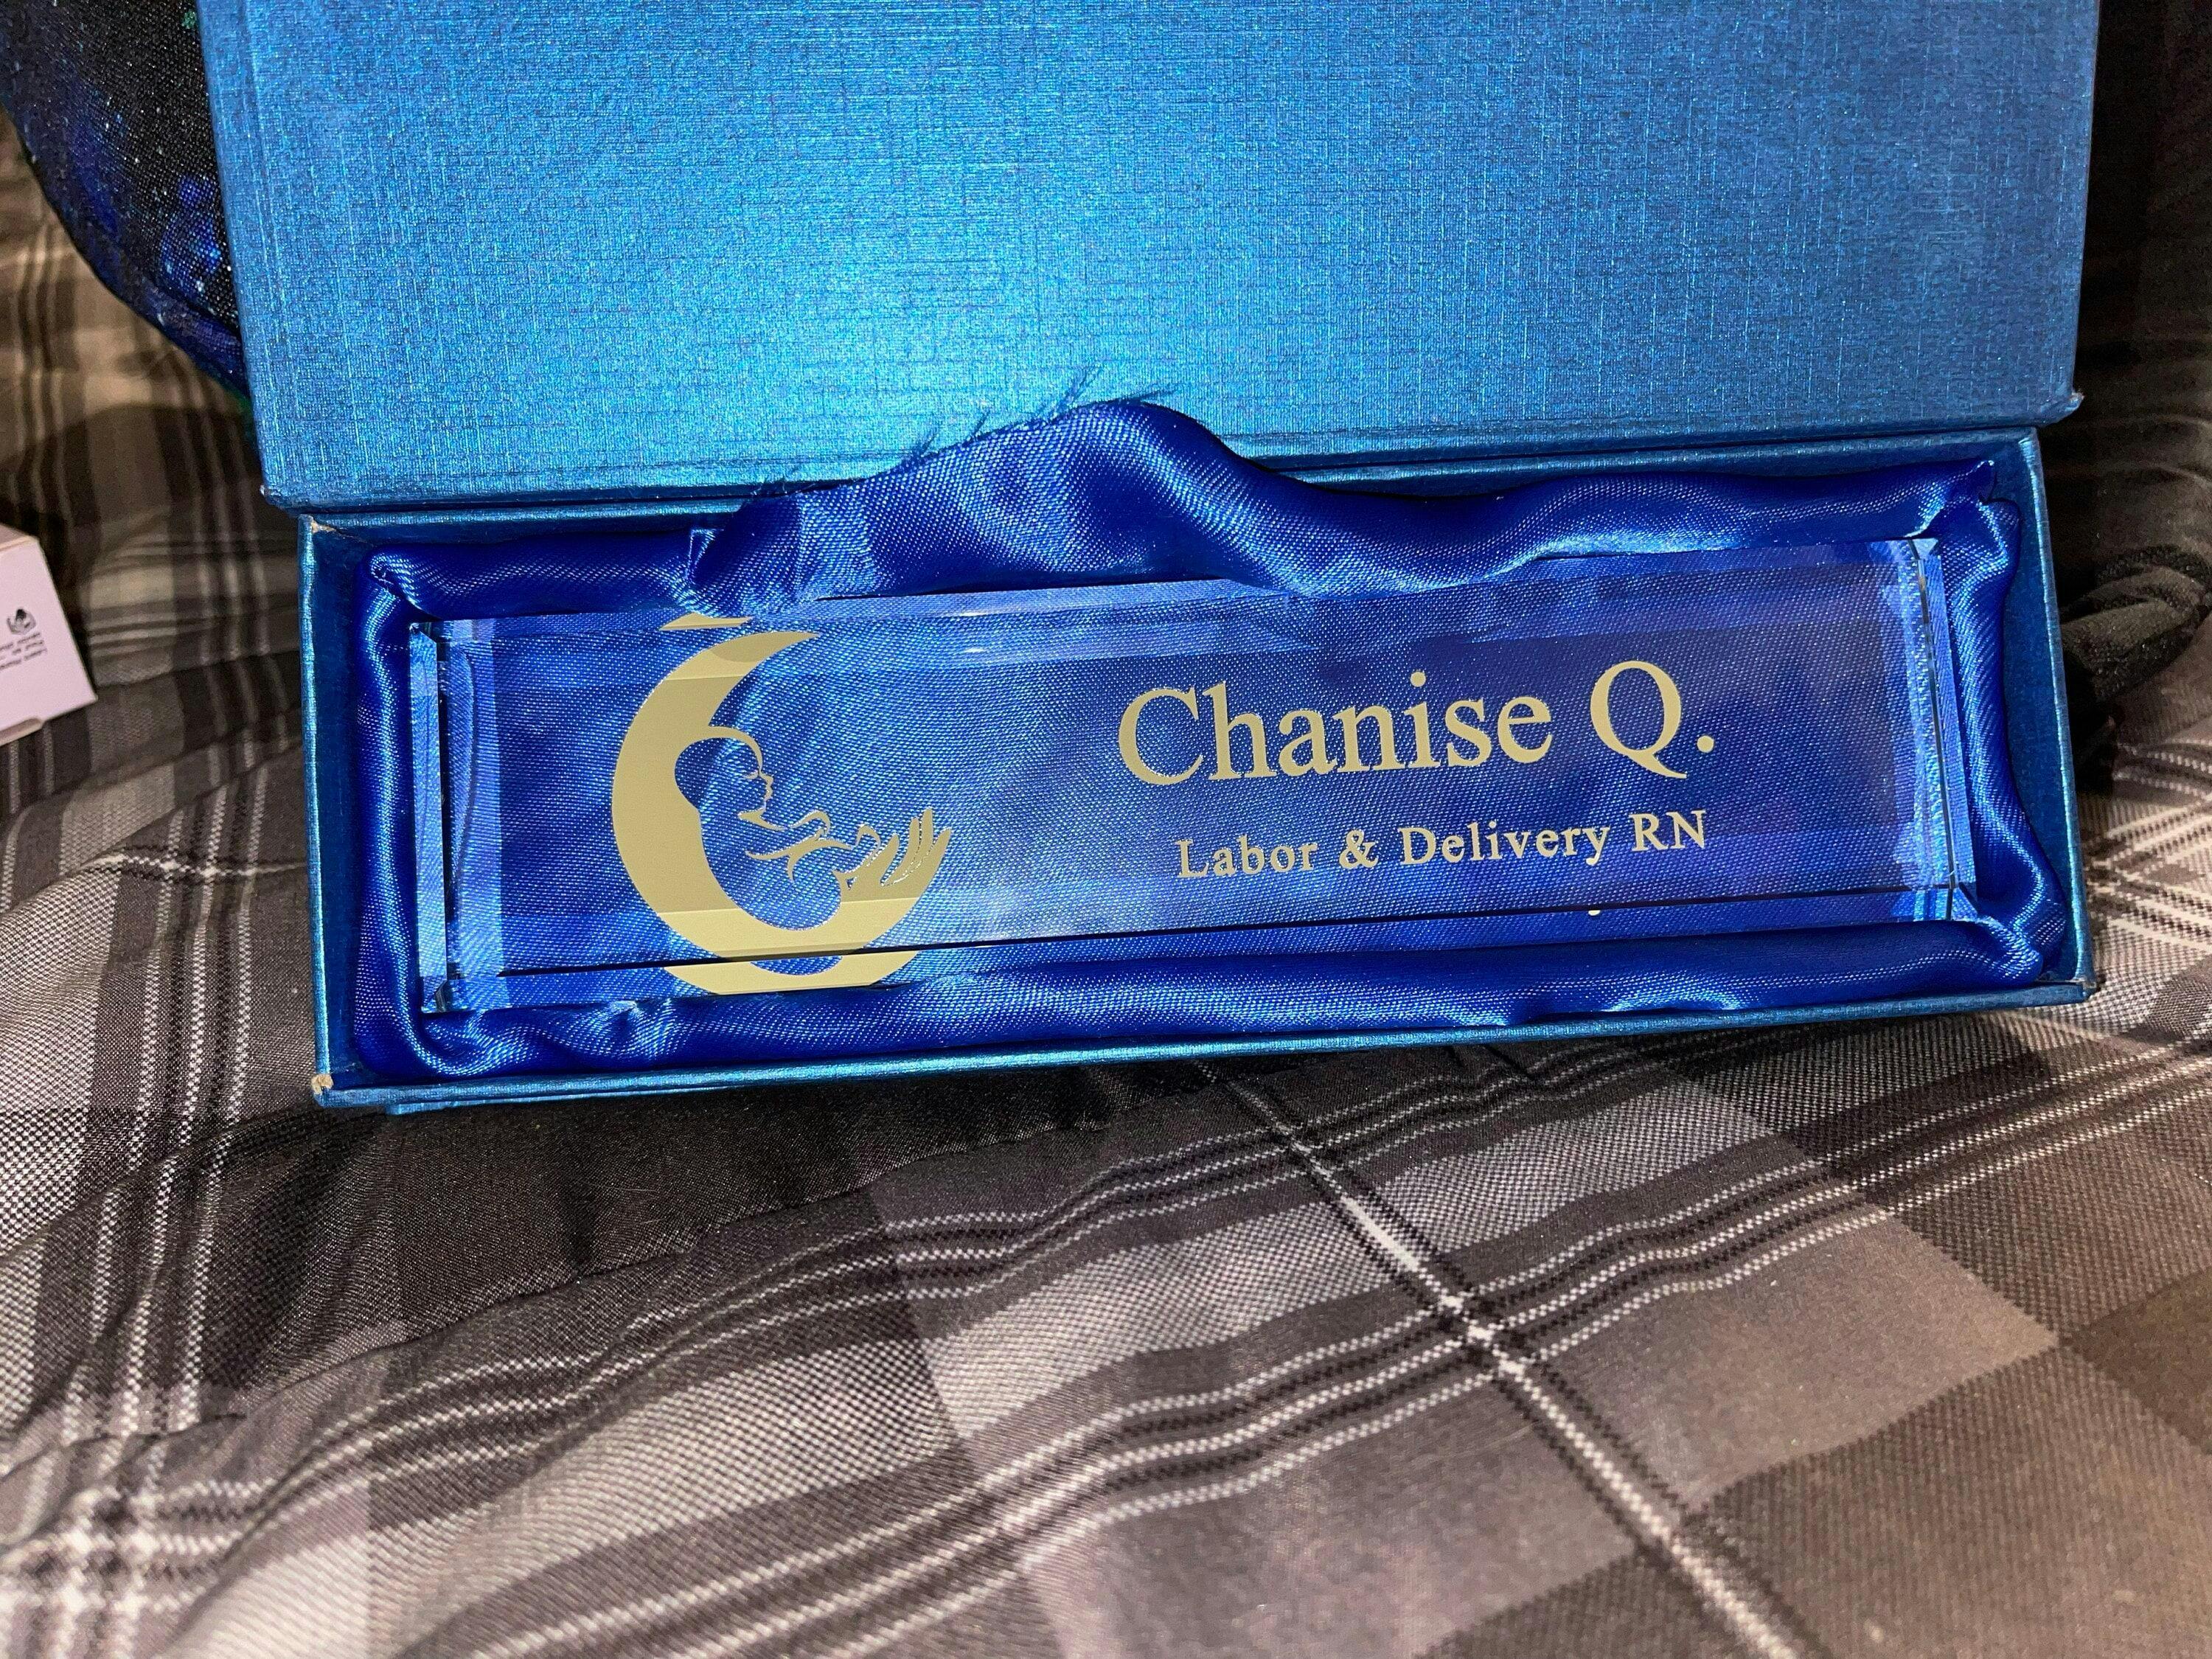 Chanise Q.
Labor & Delivery RN